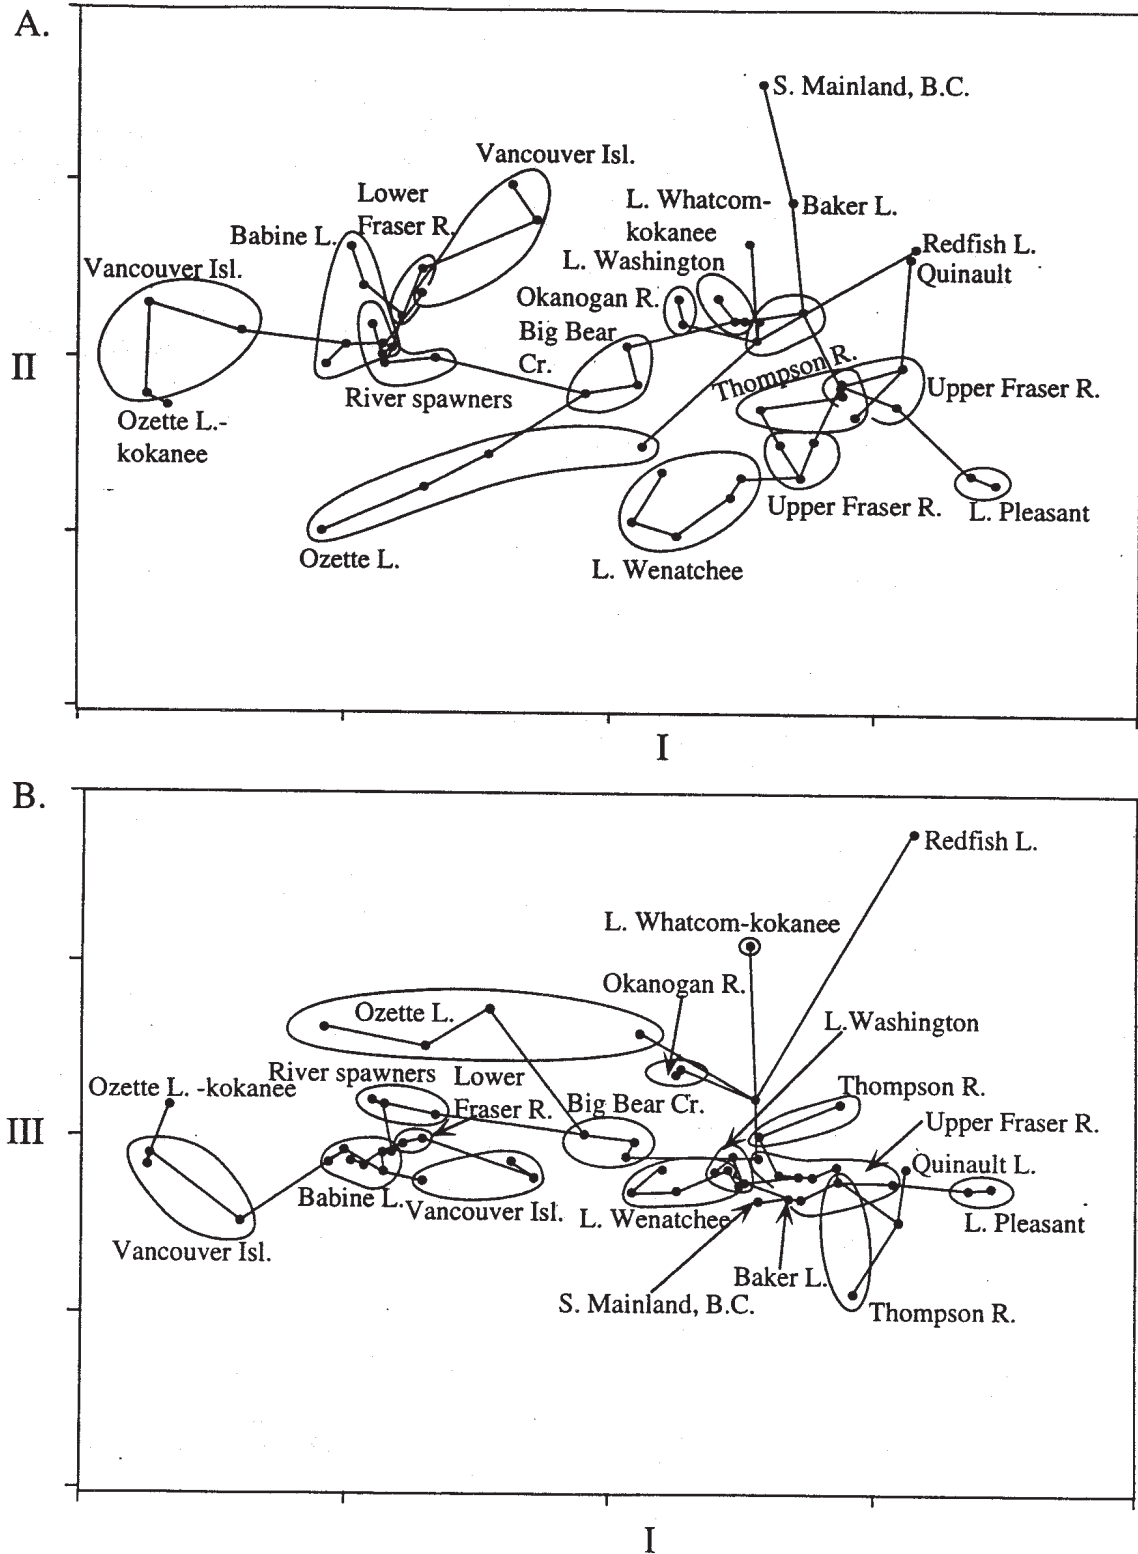 A.
S. Mainland, B.C.
Vancouver Isl.
Lower
Fraser R.
L. Whatcom-
kokanee
Baker L.
Babine L.
Redfish L.
Vancouver Isl.
L. Washington
Quinault
Okanogan R.
Big Bear
Cr.
II
Thompson R.
River spawners
Upper Fraser R.
Ozette L.-
kokanee
Upper Fraser R.
L. Pleasant
Ozette L.
L. Wenatchee
I
B.
Redfish L.
L. Whatcom-kokanee
Okanogan R.
Ozette L.
L.Washington
River spawners
Lower
Fraser R.
Ozette L. -kokanee
Big Bear Cr.
Thompson R.
III
Upper Fraser R.
Quinault L.
Babine L.
Vancouver Isl.
L. Wenatchee
L. Pleasant
Vancouver Isl.
Baker L.
S. Mainland, B.C.
Thompson R.
I